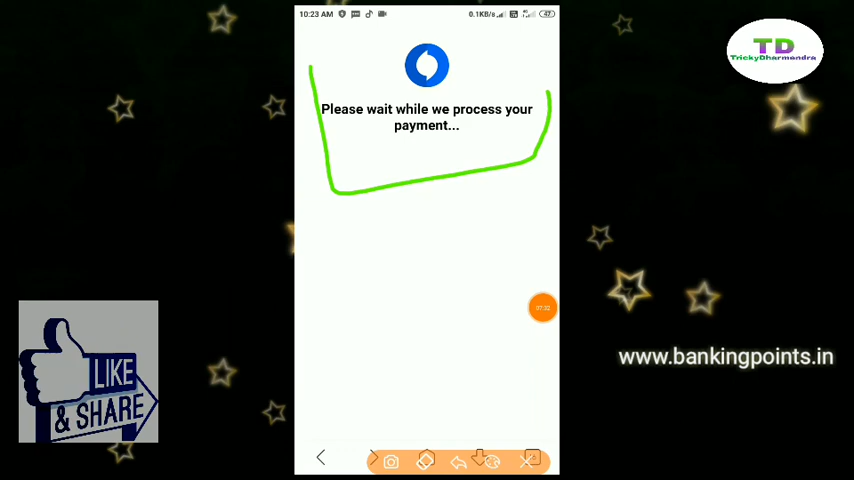 10:23 AM
0.1KB/s
47
TD
TrickyDharmendra
Please wait while we process your
payment...
07:32
www.bankingpoints.in
LIKE
& SHARE